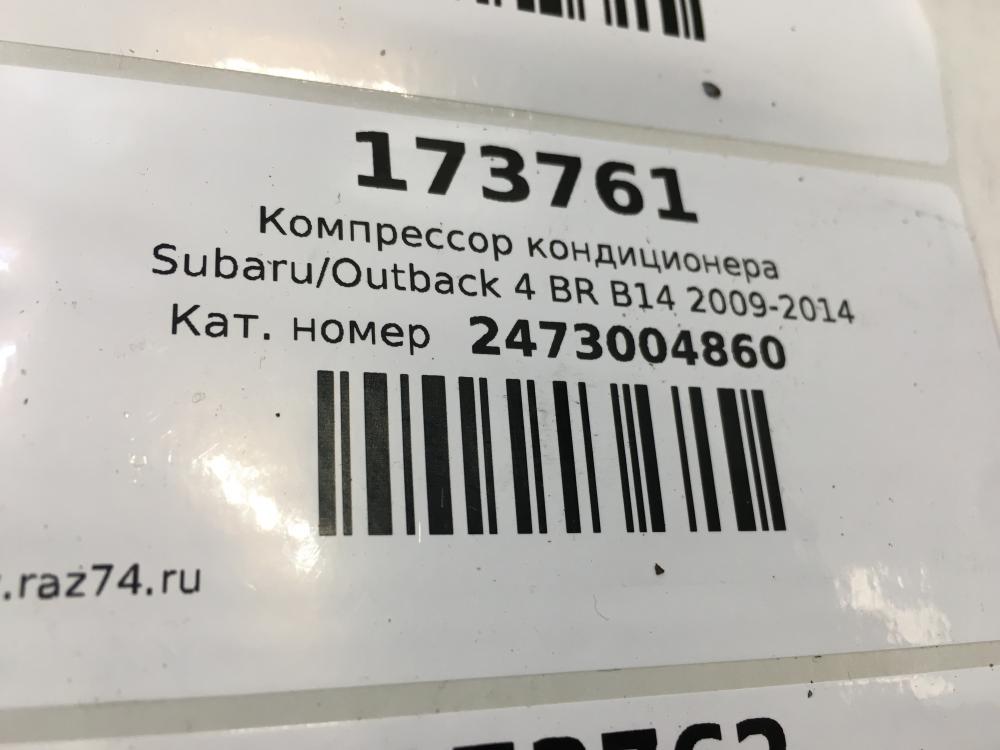 173761
Компрессор кондиционера
Subaru/Outback 4 BR B14 2009-2014
Кат. номер 2473004860
.raz74.ru